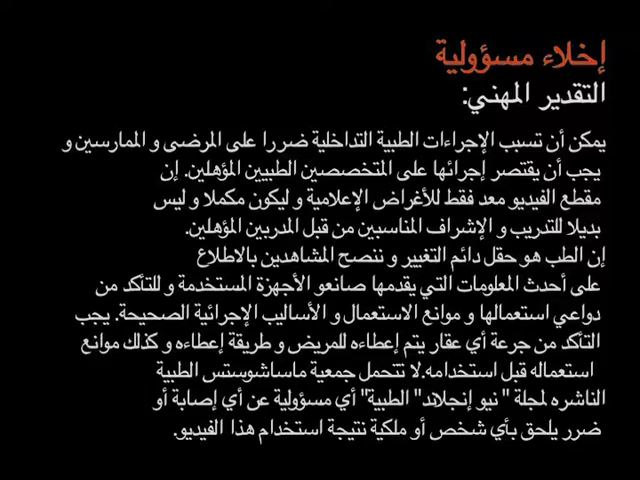 إخلاء مسؤولية
التقدير المهني:
يمكن أن تسبب الإجراءات الطبية التداخلية ضررا على المرضى و الممارسين و
يجب أن يقتصر إجرائها على المتخصصين الطبيين المؤهلين. إن
مقطع الفيديو معد فقط للأغراض الإعلامية و ليكون مكملا و ليس
بديلا للتدريب و الإشراف المناسبين من قبل المدربين المؤهلين.
إن الطب هو حقل دائم التغيير و ننصح المشاهدين بالاطلاع
على أحدث المعلومات التي يقدمها صانعو الأجهزة المستخدمة و للتأكد من
دواعي استعمالها و موانع الاستعمال و الأساليب الإجرائية الصحيحة. يجب
التأكد من جرعة أي عقار يتم إعطاءه للمريض و طريقة إعطاءه و كذلك موانع
استعماله قبل استخدامه.لا تتحمل جمعية ماساشوستس الطبية
الناشره لمجلة " نيو إنجلاند" الطبية" أي مسؤولية عن أي إصابة أو
ضرر يلحق بأي شخص أو ملكية نتيجة استخدام هذا الفيديو.